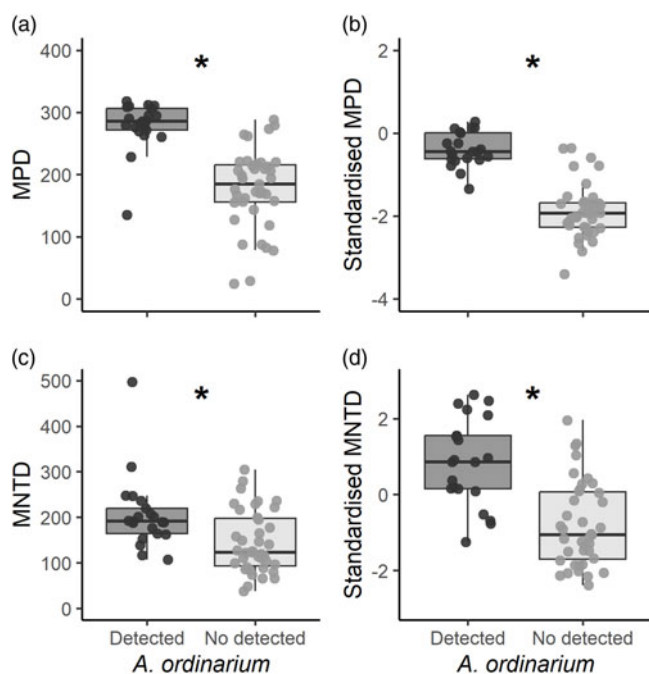 (a)
400
*
300
200
100
0
MPD
(b)
2
*
0
-2
-4
Standardised MPD
(c)
500
*
400
300
200
100
0
MNTD
Detected No detected
A. ordinarium
(d)
*
2
0
-2
Standardised MNTD
Detected No detected
A. ordinarium